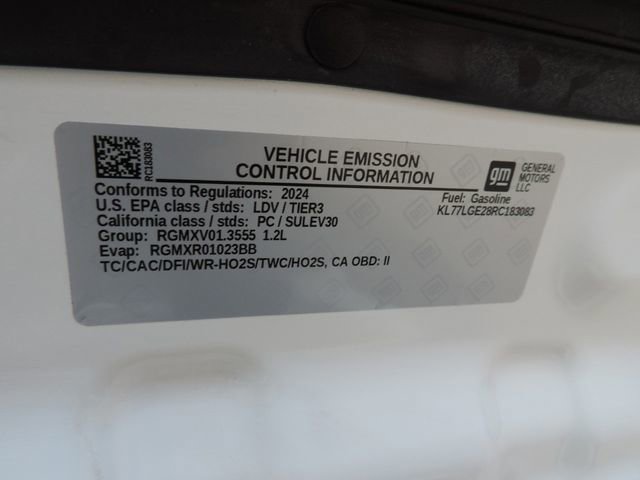 RC183083
VEHICLE EMISSION
CONTROL INFORMATION
gm
GENERAL
MOTORS
LLC
Conforms to Regulations: 2024
U.S. EPA class / stds: LDV / TIER3
California class / stds: PC / SULEV30
Group: RGMXV01.3555 1.2L
Evap: RGMXR01023BB
TC/CAC/DFI/WR-HO2S/TWC/HO2S, CA OBD: II
Fuel: Gasoline
KL77LGE28RC183083